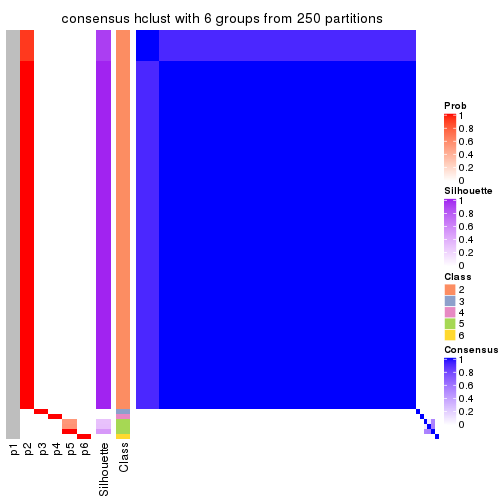 consensus hclust with 6 groups from 250 partitions
Prob
1
0.8
0.6
0.4
0.2
0
Silhouette
1
0.8
0.6
0.4
0.2
0
Class
2
3
4
5
6
Consensus
1
0.8
0.6
0.4
0.2
0
p1
p2
p3
p4
p5
p6
Silhouette
Class